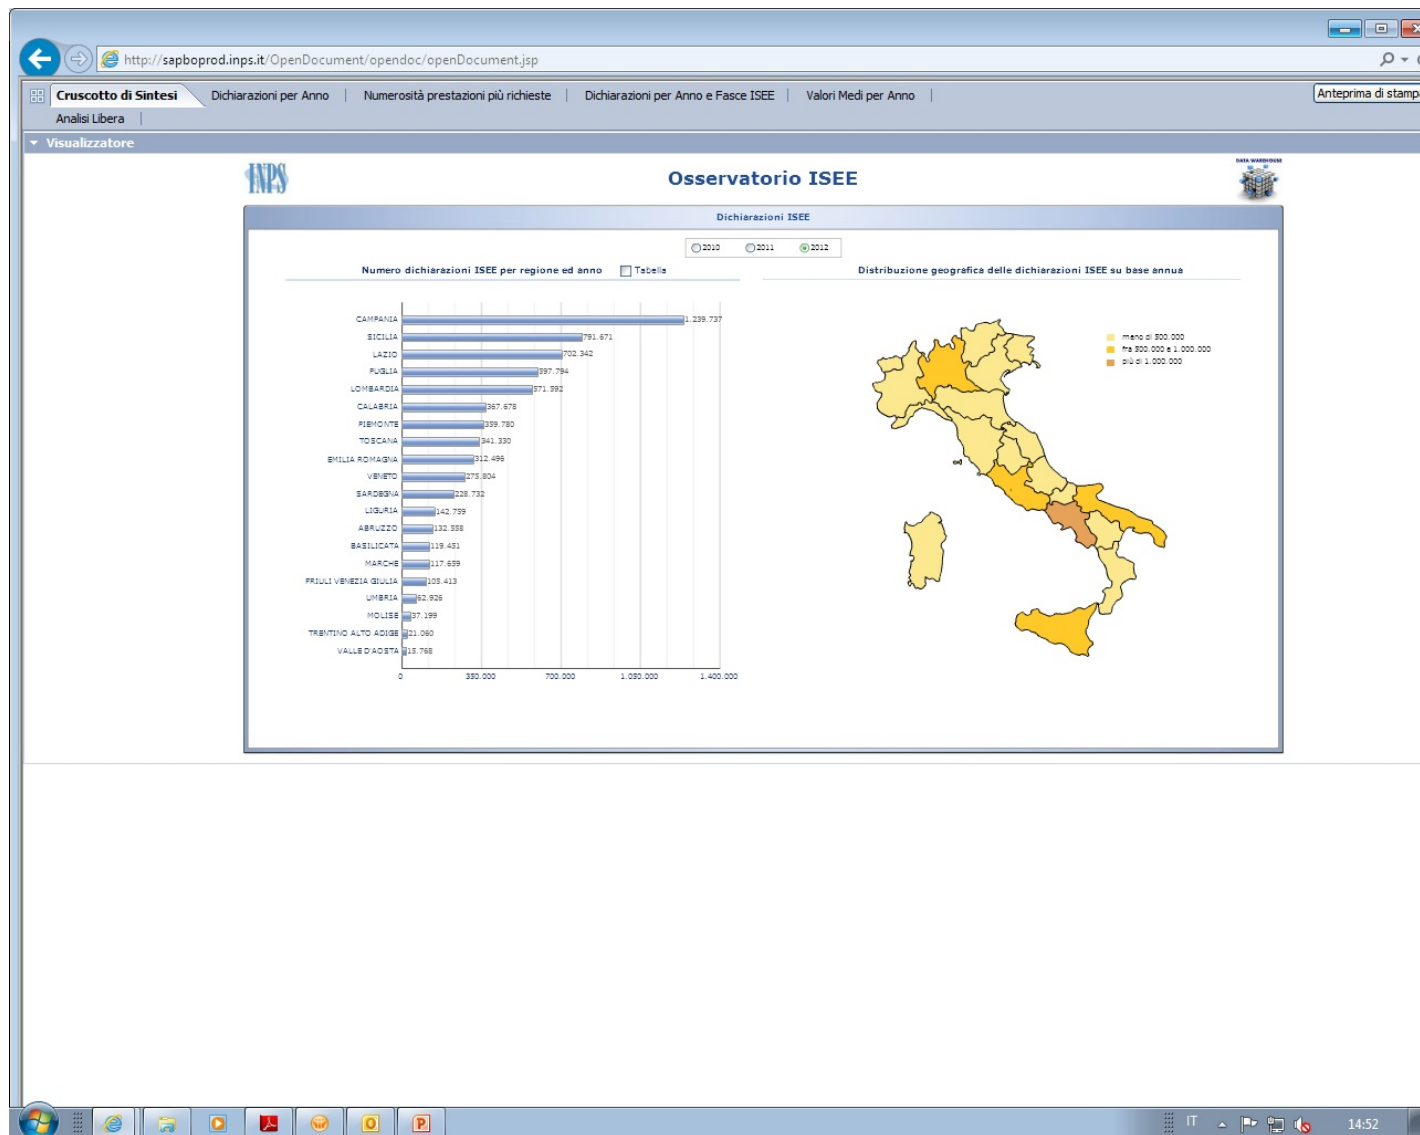 http://sapboprod.inps.it/OpenDocument/opendoc/openDocument.jsp
Cruscotto di Sintesi Dichiarazioni per Anno | Numerosità prestazioni più richieste | Dichiarazioni per Anno e Fasce ISEE | Valori Medi per Anno |
Anteprima di stampa
Analisi Libera |
Visualizzatore
INPS
Osservatorio ISEE
DATA WAREHOUSE
Dichiarazioni ISEE
2010 2011 2012
Numero dichiarazioni ISEE per regione ed anno Tabella
Distribuzione geografica delle dichiarazioni ISEE su base annua
CAMPANIA 1.239.737
SICILIA 791.671
LAZIO 702.342
PUGLIA 597.794
LOMBARDIA 571.592
CALABRIA 367.678
PIEMONTE 359.780
TOSCANA 341.330
EMILIA ROMAGNA 312.496
VENETO 275.804
SARDEGNA 228.732
LIGURIA 142.759
ABRUZZO 132.558
BASILICATA 119.451
MARCHE 117.659
FRIULI VENEZIA GIULIA 105.413
UMBRIA 62.926
MOLISE 37.199
TRENTINO ALTO ADIGE 21.060
VALLE D'AOSTA 15.768
0 350.000 700.000 1.050.000 1.400.000
meno di 500.000
fra 500.000 e 1.000.000
più di 1.000.000
IT
14:52